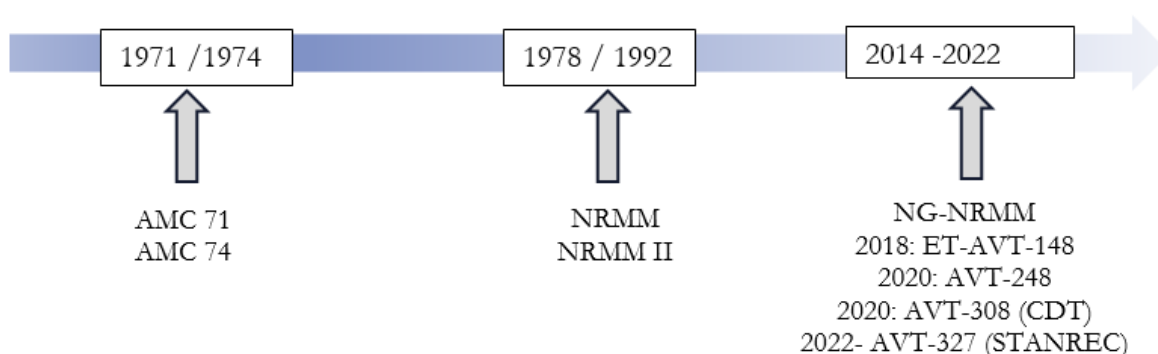 1971 /1974
1978 / 1992
2014 -2022
AMC 71
AMC 74
NRMM
NRMM II
NG-NRMM
2018: ET-AVT-148
2020: AVT-248
2020: AVT-308 (CDT)
2022- AVT-327 (STANREC)